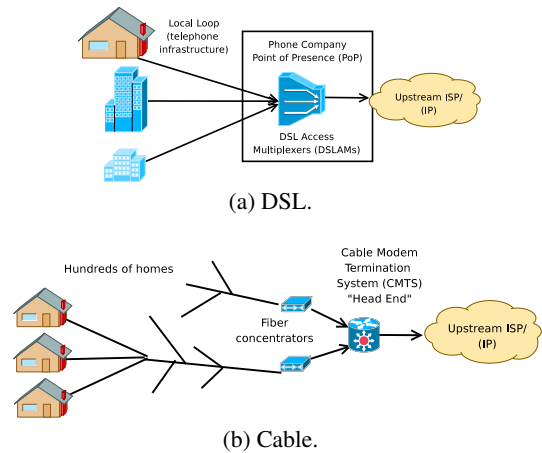 Local Loop
(telephone
infrastructure)
Phone Company
Point of Presence (PoP)
Upstream ISP/
(IP)
DSL Access
Multiplexers (DSLAMs)
(a) DSL.
Cable Modem
Termination
System (CMTS)
"Head End"
Hundreds of homes
Fiber
concentrators
Upstream ISP/
(IP)
(b) Cable.